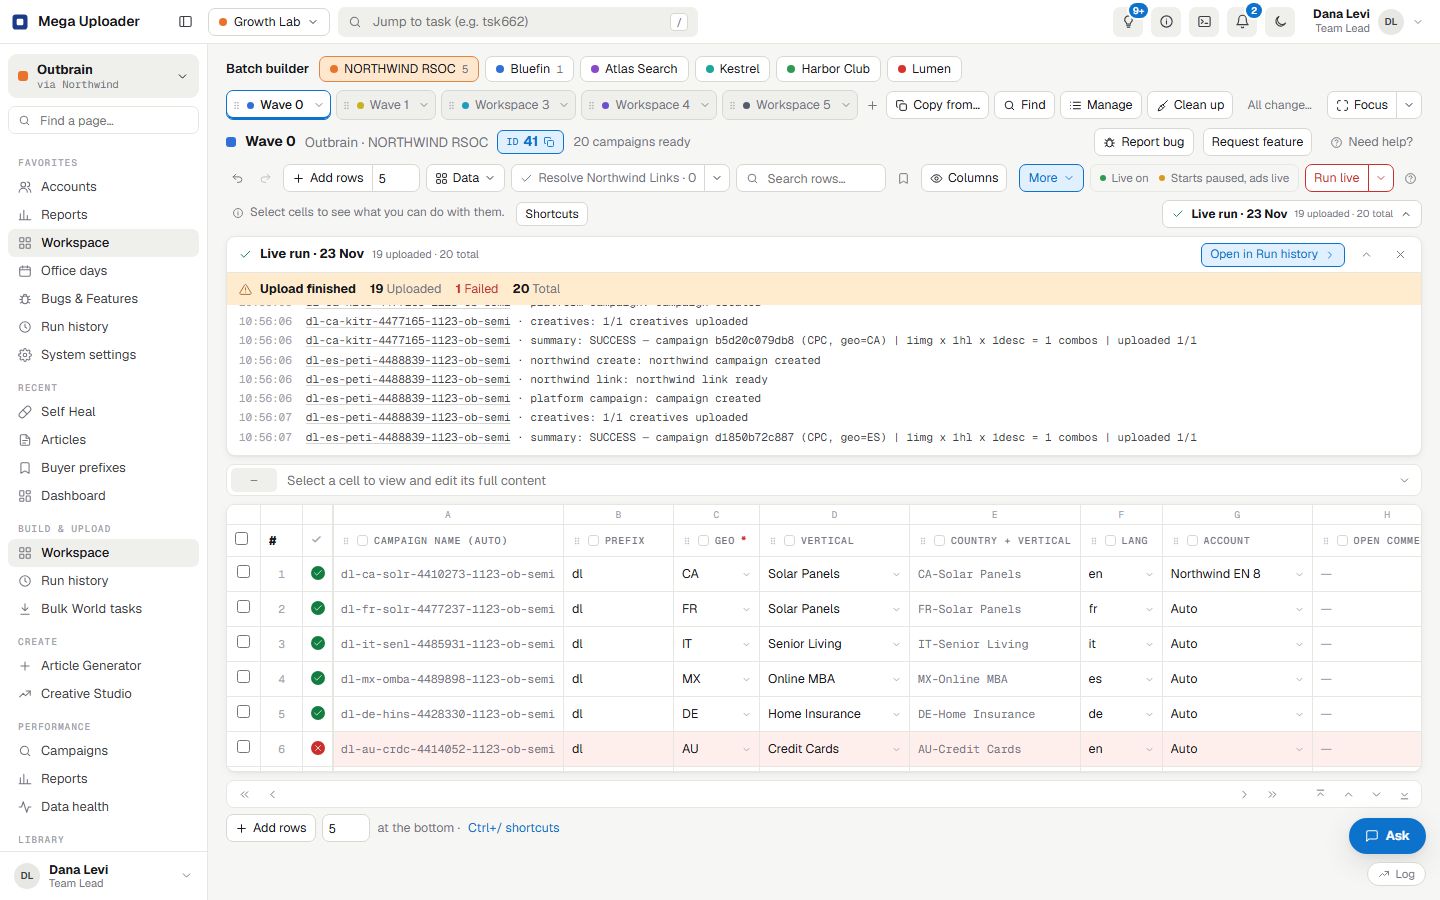 Mega Uploader
Growth Lab
Jump to task (e.g. tsk662) /
9+
2
Dana Levi
Team Lead
DL
Outbrain
via Northwind
Find a page...
FAVORITES
Accounts
Reports
Workspace
Office days
Bugs & Features
Run history
System settings
RECENT
Self Heal
Articles
Buyer prefixes
Dashboard
BUILD & UPLOAD
Workspace
Run history
Bulk World tasks
CREATE
Article Generator
Creative Studio
PERFORMANCE
Campaigns
Reports
Data health
LIBRARY
DL
Dana Levi
Team Lead
Batch builder NORTHWIND RSOC 5 Bluefin 1 Atlas Search Kestrel Harbor Club Lumen
Wave 0 Wave 1 Workspace 3 Workspace 4 Workspace 5 Copy from... Find Manage Clean up All change... Focus
Wave 0 Outbrain · NORTHWIND RSOC ID 41 20 campaigns ready Report bug Request feature Need help?
Add rows 5 Data Resolve Northwind Links · 0 Search rows... Columns More Live on Starts paused, ads live Run live
Select cells to see what you can do with them. Shortcuts Live run · 23 Nov 19 uploaded · 20 total
Live run · 23 Nov 19 uploaded · 20 total Open in Run history
Upload finished 19 Uploaded 1 Failed 20 Total
10:56:06 dl-ca-kitr-4477165-1123-ob-semi · creatives: 1/1 creatives uploaded
10:56:06 dl-ca-kitr-4477165-1123-ob-semi · summary: SUCCESS — campaign b5d20c079db8 (CPC, geo=CA) | 1img x 1hl x 1desc = 1 combos | uploaded 1/1
10:56:06 dl-es-peti-4488839-1123-ob-semi · northwind create: northwind campaign created
10:56:06 dl-es-peti-4488839-1123-ob-semi · northwind link: northwind link ready
10:56:06 dl-es-peti-4488839-1123-ob-semi · platform campaign: campaign created
10:56:07 dl-es-peti-4488839-1123-ob-semi · creatives: 1/1 creatives uploaded
10:56:07 dl-es-peti-4488839-1123-ob-semi · summary: SUCCESS — campaign d1850b72c887 (CPC, geo=ES) | 1img x 1hl x 1desc = 1 combos | uploaded 1/1
– Select a cell to view and edit its full content
A B C D E F G H
# CAMPAIGN NAME (AUTO) PREFIX GEO * VERTICAL COUNTRY + VERTICAL LANG ACCOUNT OPEN COMME
1 dl-ca-solr-4410273-1123-ob-semi dl CA Solar Panels CA-Solar Panels en Northwind EN 8 —
2 dl-fr-solr-4477237-1123-ob-semi dl FR Solar Panels FR-Solar Panels fr Auto —
3 dl-it-senl-4485931-1123-ob-semi dl IT Senior Living IT-Senior Living it Auto —
4 dl-mx-omba-4489898-1123-ob-semi dl MX Online MBA MX-Online MBA es Auto —
5 dl-de-hins-4428330-1123-ob-semi dl DE Home Insurance DE-Home Insurance de Auto —
6 dl-au-crdc-4414052-1123-ob-semi dl AU Credit Cards AU-Credit Cards en Auto —
Add rows 5 at the bottom · Ctrl+/ shortcuts
Ask
Log